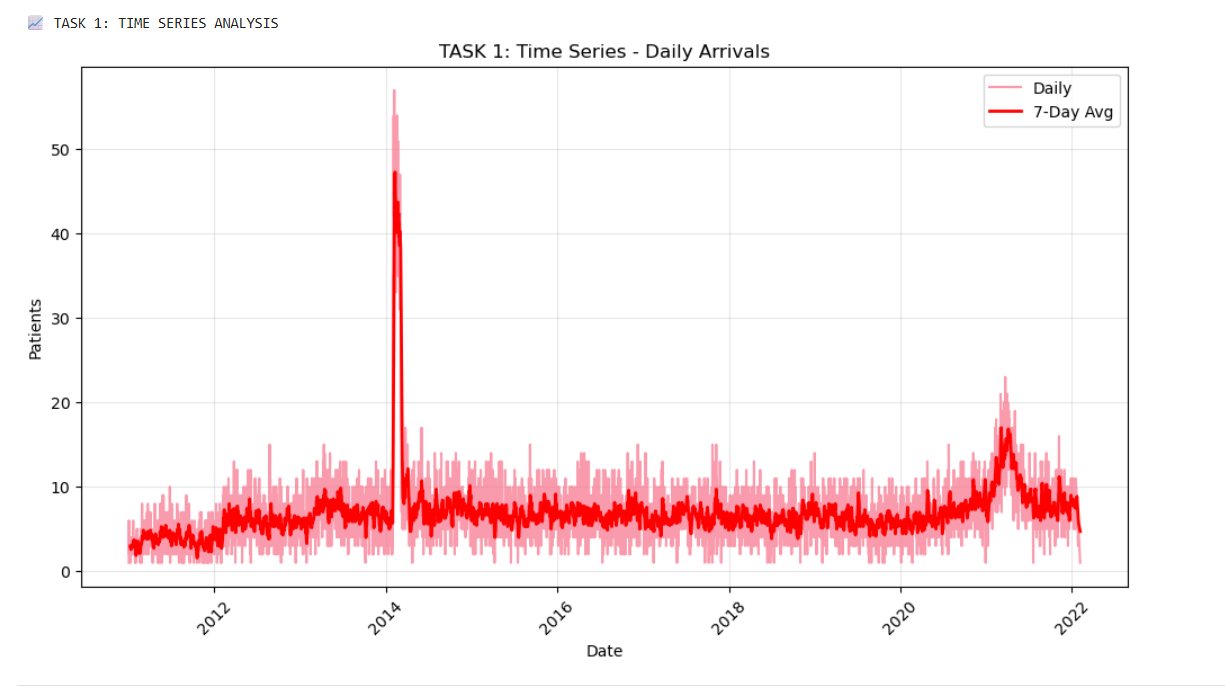 📈 TASK 1: TIME SERIES ANALYSIS
TASK 1: Time Series - Daily Arrivals
Daily
7-Day Avg
50
40
30
20
10
0
Patients
2012
2014
2016
2018
2020
2022
Date